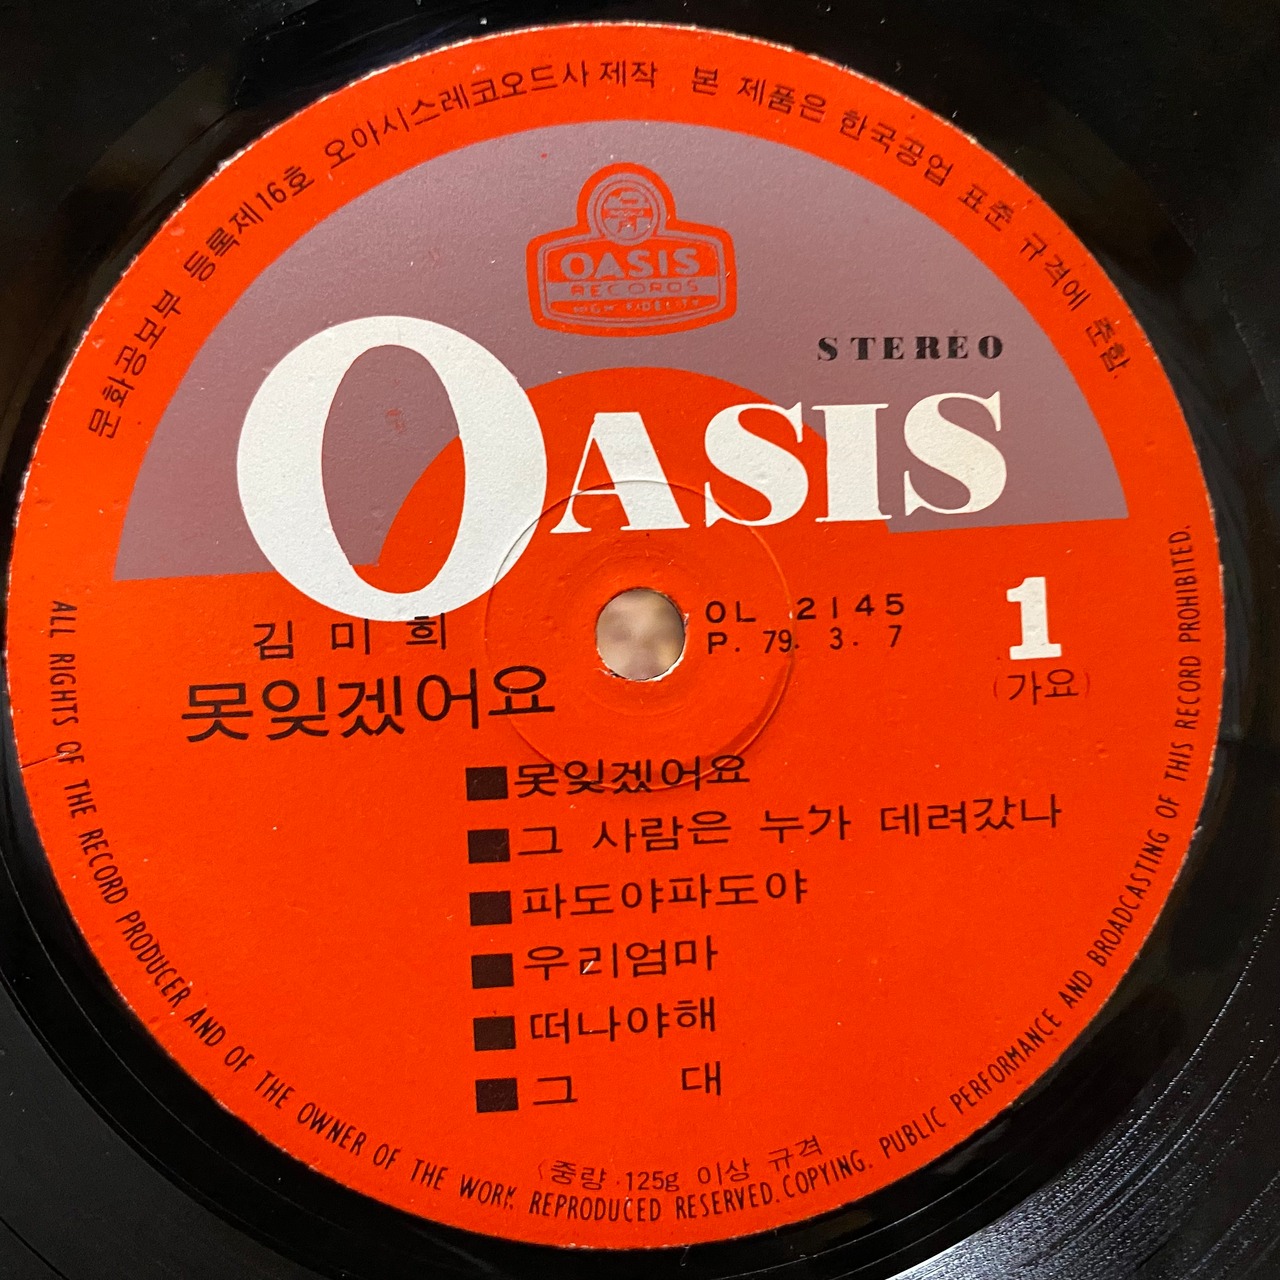 문화공보부 등록제16호 오아시스레코오드사 제작 본 제품은 한국공업 표준 규격에 준함.
OASIS
RECORDS
HIGH FIDELITY
STEREO
OASIS
김미희
OL 2145
P. 79. 3. 7
1
(가요)
못잊겠어요
■못잊겠어요
■그 사람은 누가 데려갔나
■파도야파도야
■우리엄마
■떠나야해
■그 대
(중량 125g 이상 규격
ALL RIGHTS OF THE RECORD PRODUCER AND OF THE OWNER OF THE WORK REPRODUCED RESERVED. COPYING. PUBLIC PERFORMANCE AND BROADCASTING OF THIS RECORD PROHIBITED.